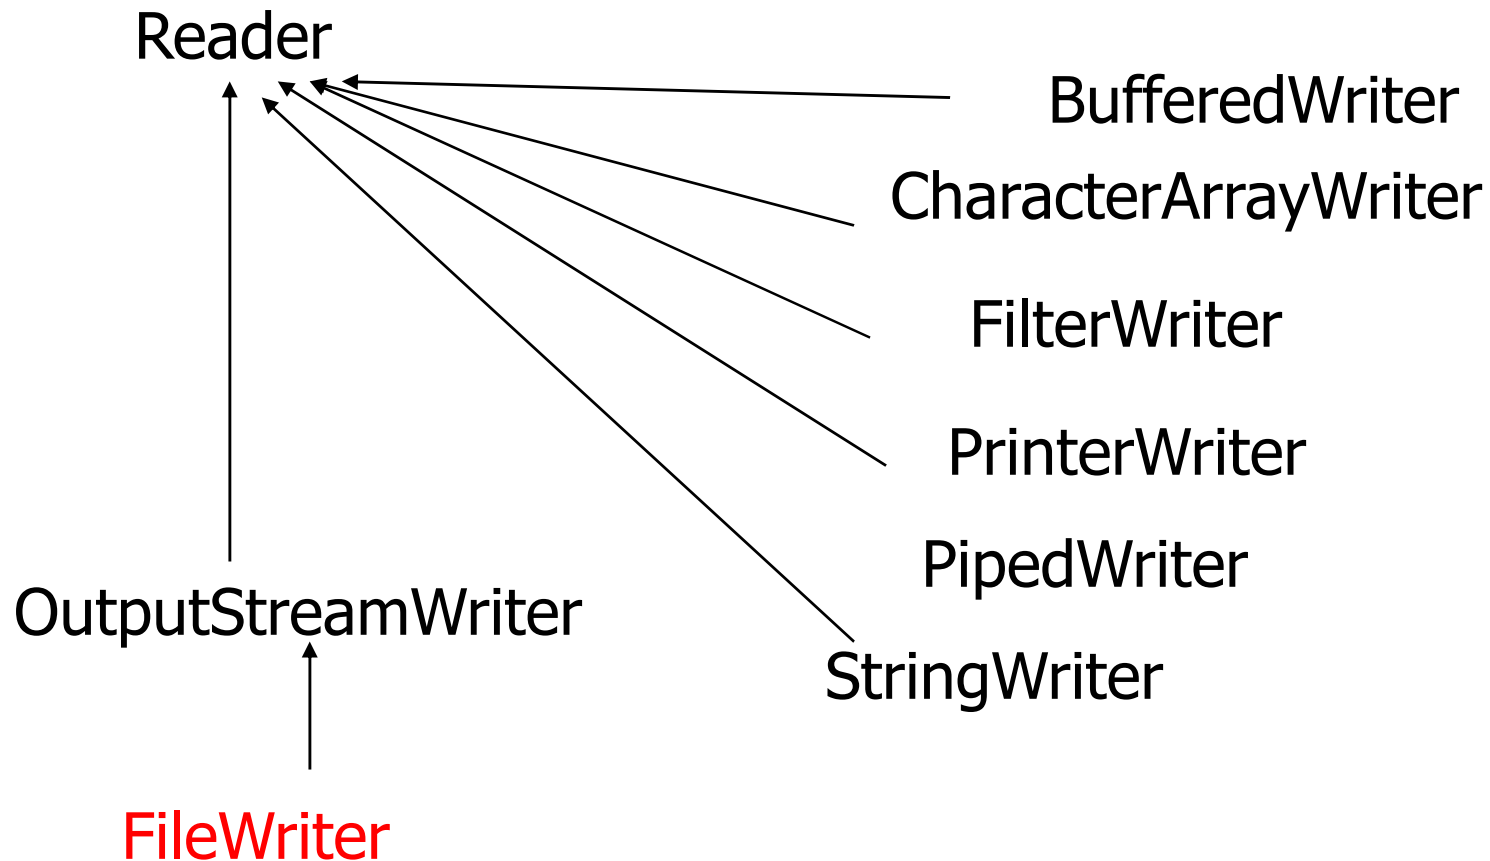 Reader
BufferedWriter
CharacterArrayWriter
FilterWriter
PrinterWriter
PipedWriter
OutputStreamWriter
StringWriter
FileWriter